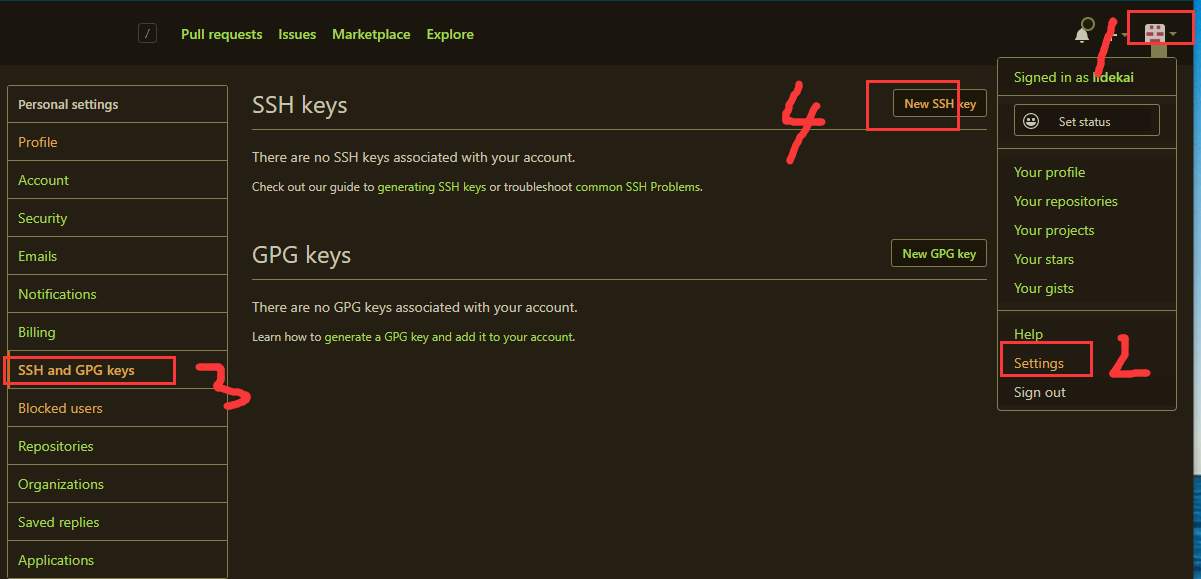 / Pull requests Issues Marketplace Explore
1
Signed in as lidekai
Set status
Your profile
Your repositories
Your projects
Your stars
Your gists
Help
Settings
2
Sign out
Personal settings
Profile
Account
Security
Emails
Notifications
Billing
SSH and GPG keys
3
Blocked users
Repositories
Organizations
Saved replies
Applications
SSH keys
4
New SSH key
There are no SSH keys associated with your account.
Check out our guide to generating SSH keys or troubleshoot common SSH Problems.
GPG keys
New GPG key
There are no GPG keys associated with your account.
Learn how to generate a GPG key and add it to your account.